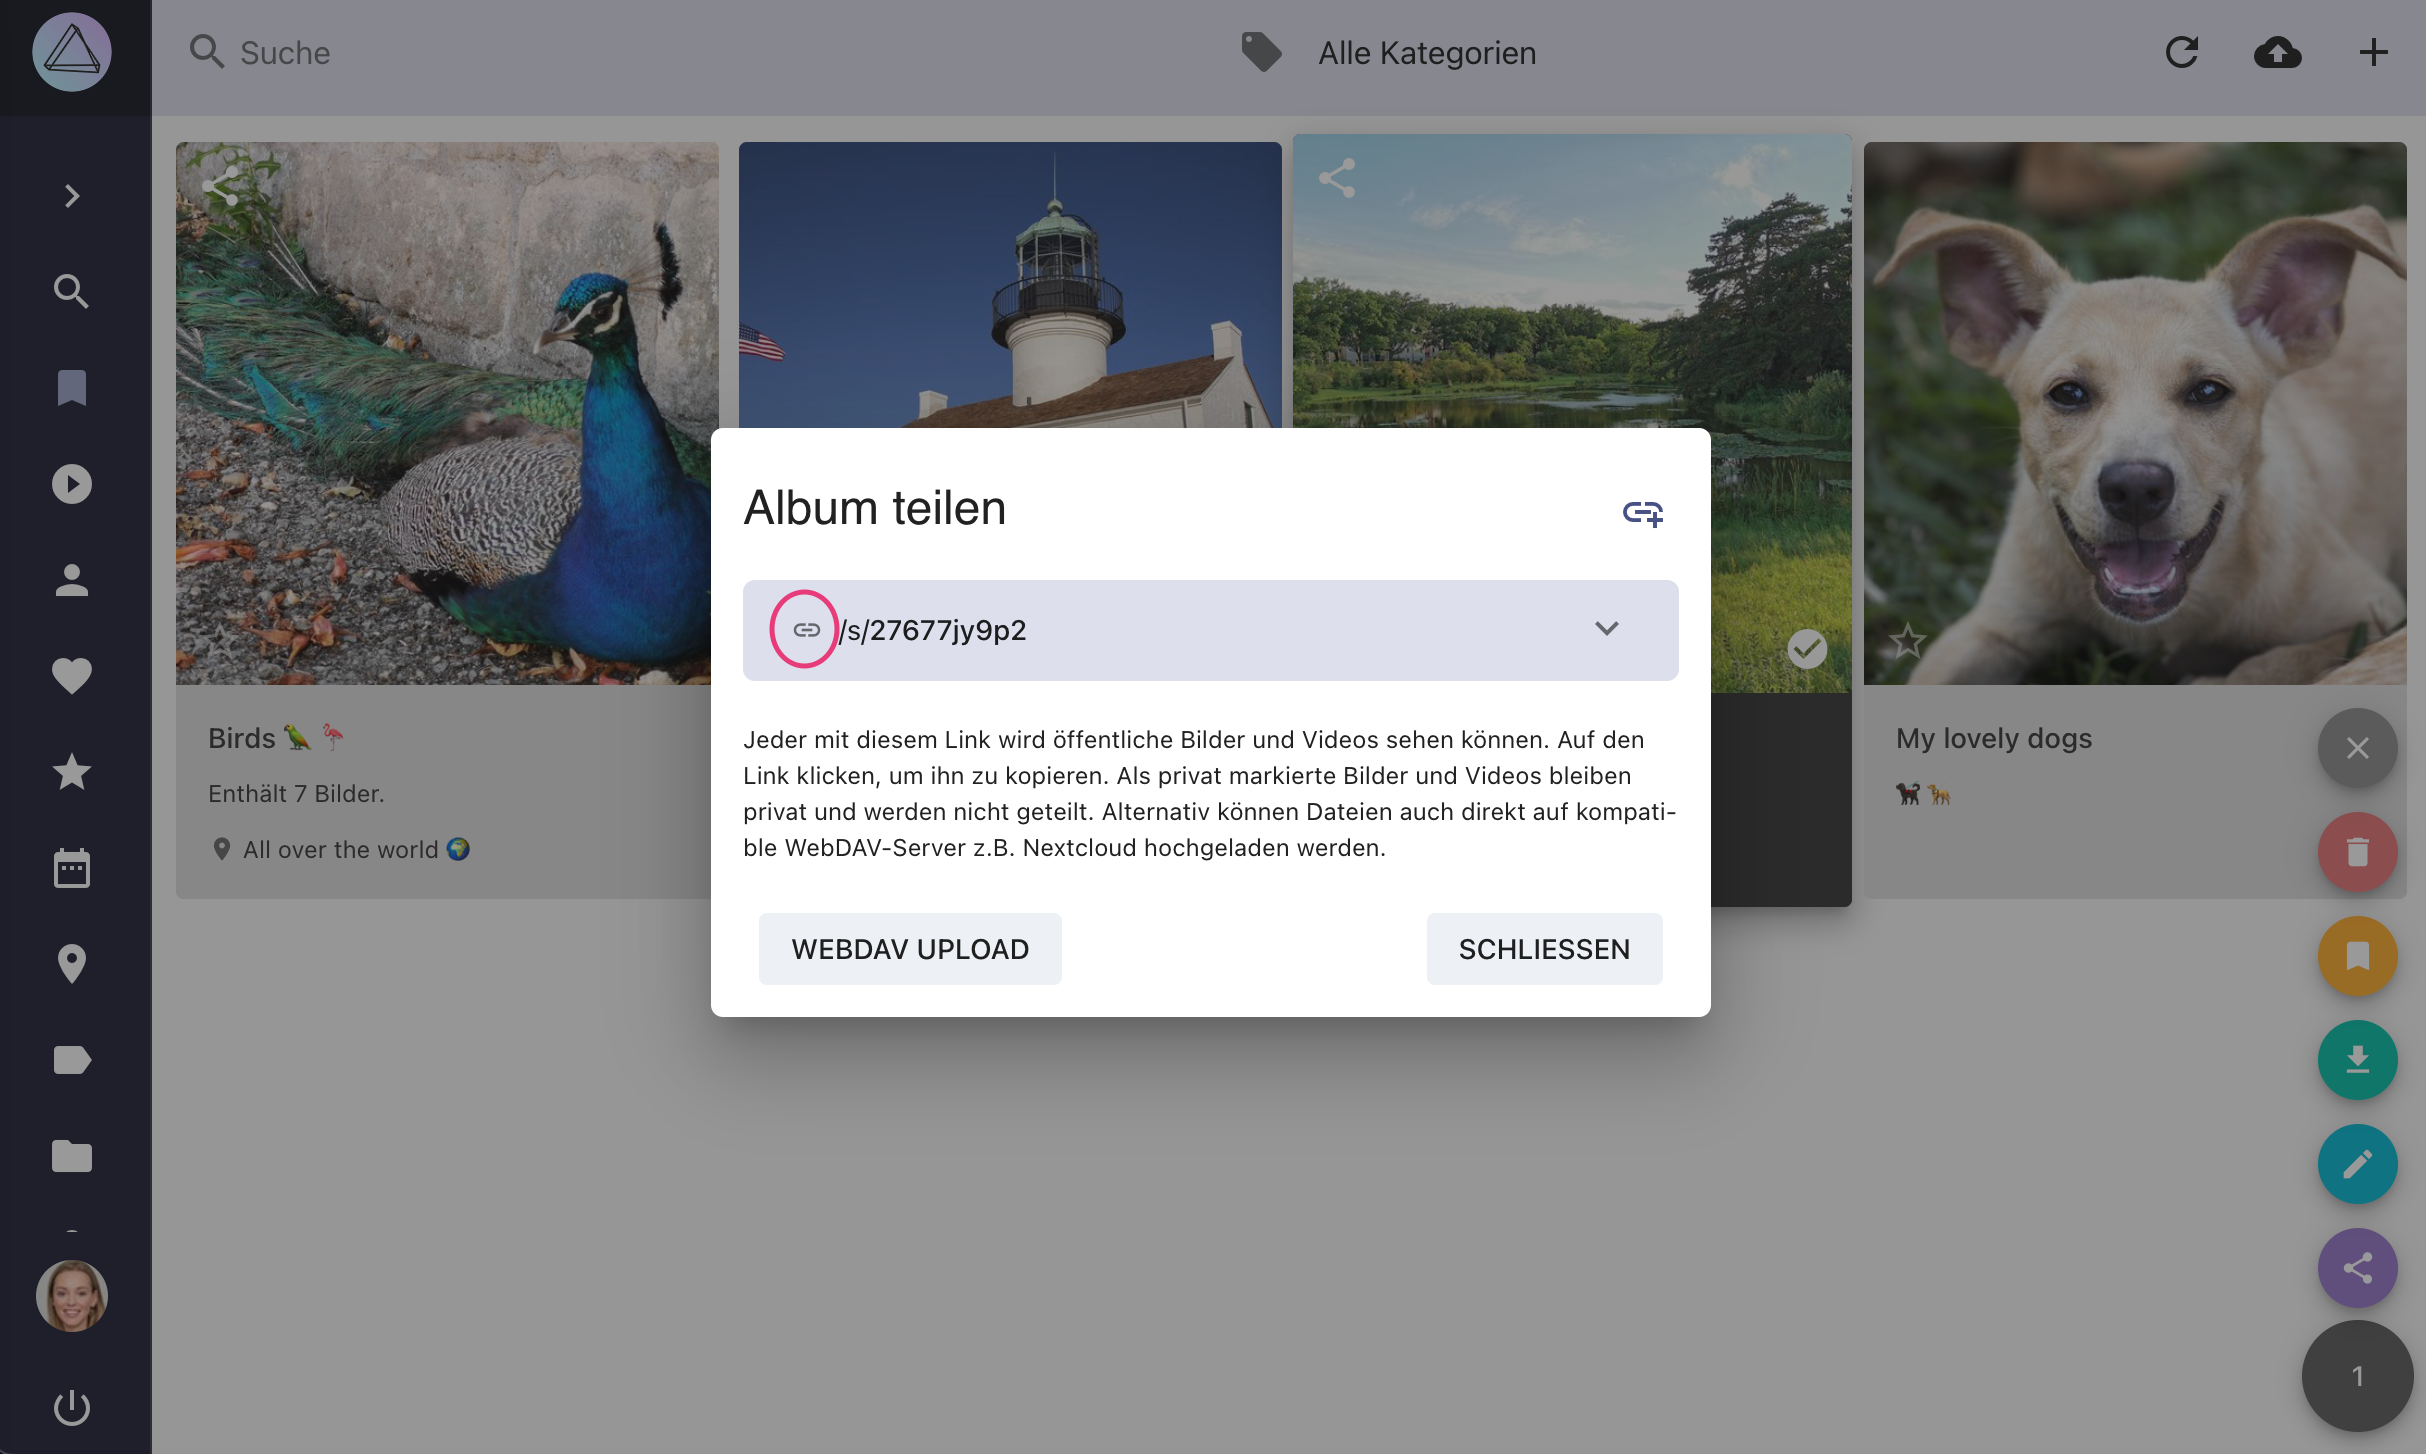 Suche
Alle Kategorien
Album teilen
/s/27677jy9p2
Jeder mit diesem Link wird öffentliche Bilder und Videos sehen können. Auf den
Link klicken, um ihn zu kopieren. Als privat markierte Bilder und Videos bleiben
privat und werden nicht geteilt. Alternativ können Dateien auch direkt auf kompati-
ble WebDAV-Server z.B. Nextcloud hochgeladen werden.
WEBDAV UPLOAD
SCHLIESSEN
Birds 🦜 🦩
Enthält 7 Bilder.
All over the world 🌍
My lovely dogs
🐕‍🦺 🦮
1